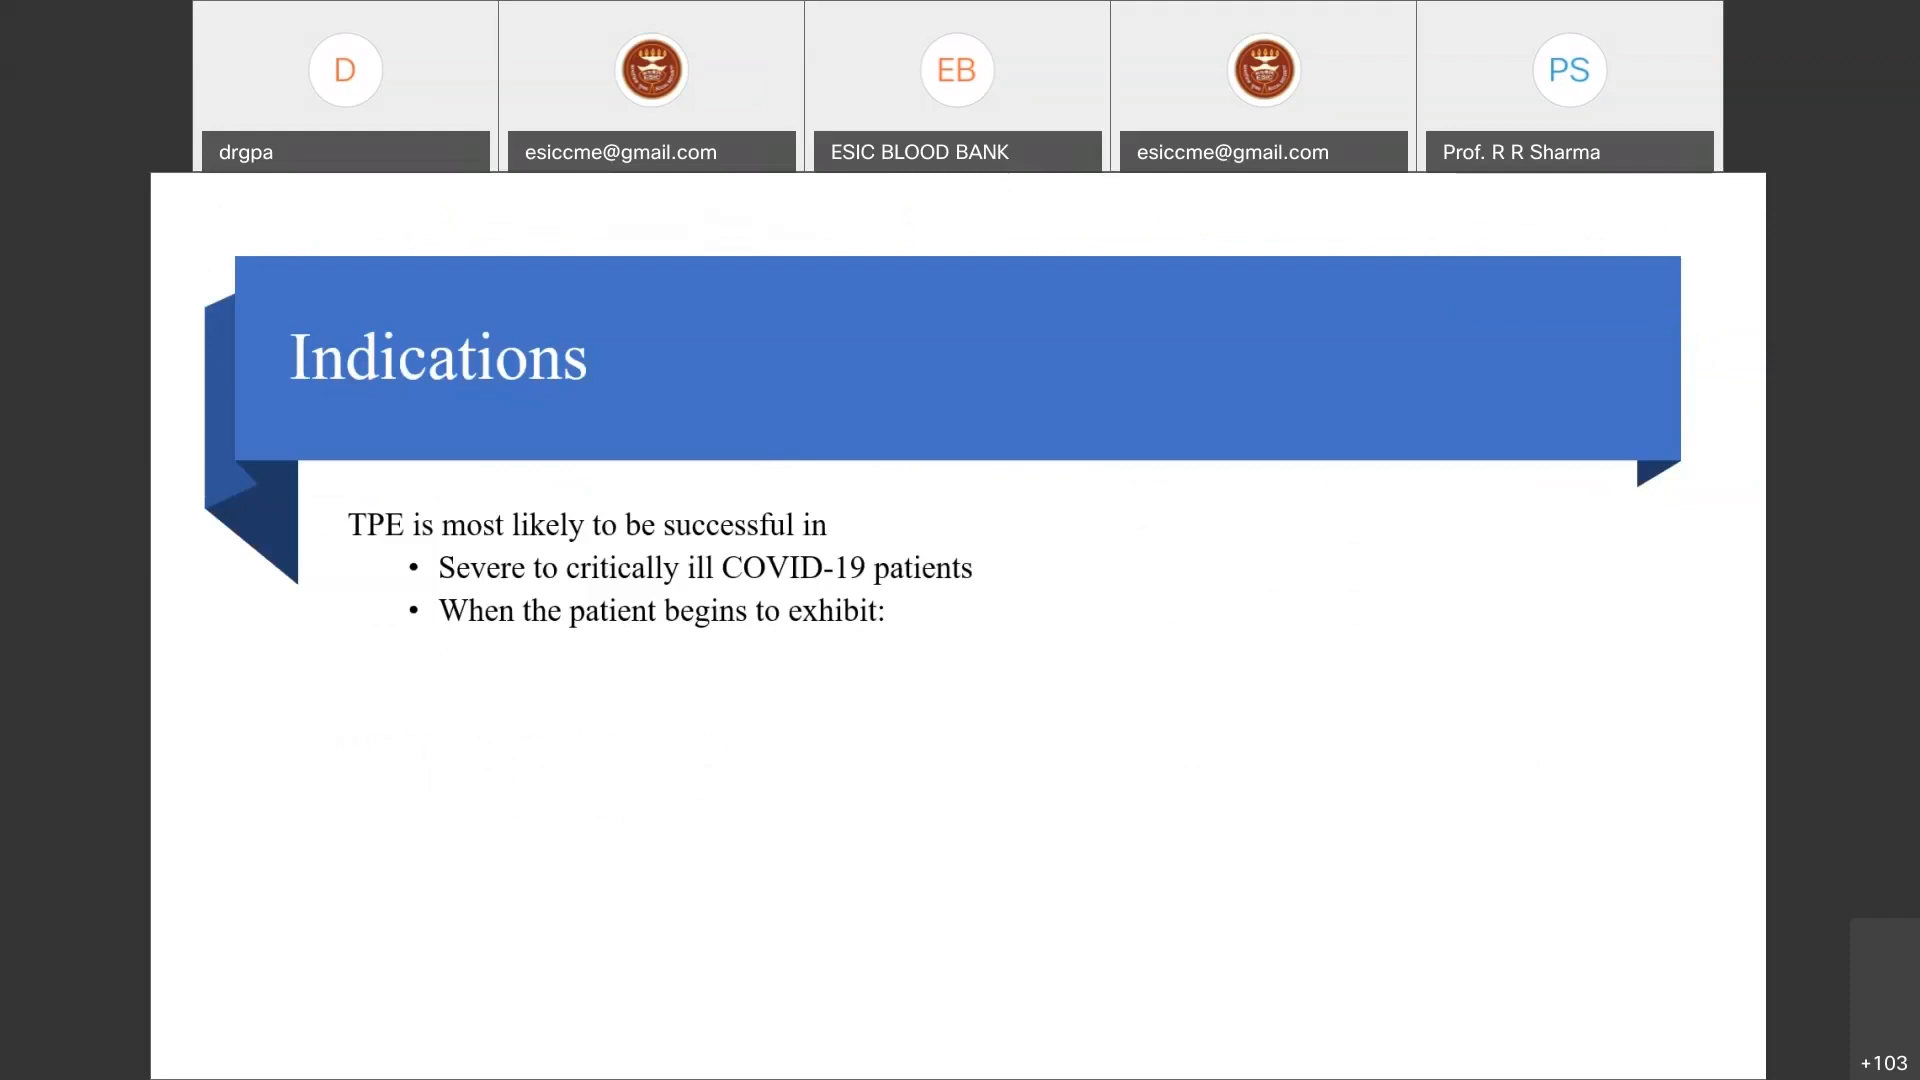 D
EB
PS
drgpa
esiccme@gmail.com
ESIC BLOOD BANK
esiccme@gmail.com
Prof. R R Sharma
Indications
TPE is most likely to be successful in
• Severe to critically ill COVID-19 patients
• When the patient begins to exhibit:
+103